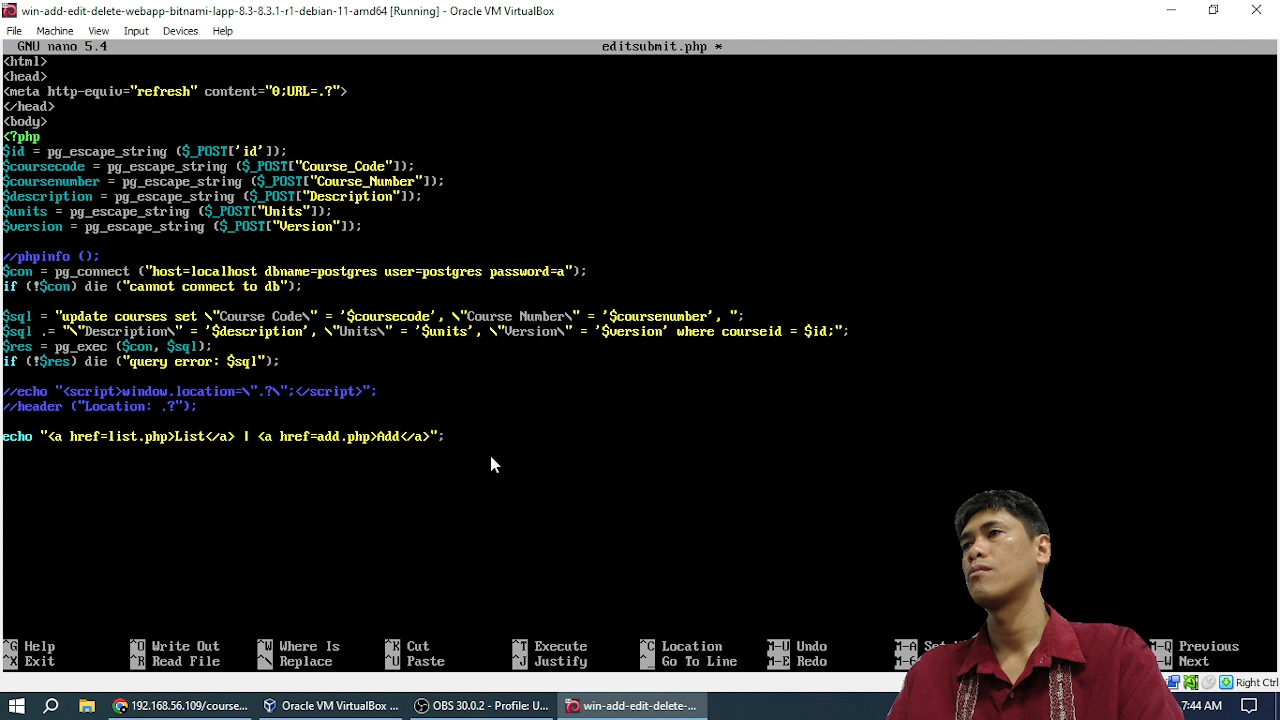 win-add-edit-delete-webapp-bitnami-lapp-8.3-8.3.1-r1-debian-11-amd64 [Running] - Oracle VM VirtualBox
File Machine View Input Devices Help
GNU nano 5.4 editsubmit.php *
<html>
<head>
<meta http-equiv="refresh" content="0;URL=.?">
</head>
<body>
<?php
$id = pg_escape_string ($_POST['id']);
$coursecode = pg_escape_string ($_POST["Course_Code"]);
$coursenumber = pg_escape_string ($_POST["Course_Number"]);
$description = pg_escape_string ($_POST["Description"]);
$units = pg_escape_string ($_POST["Units"]);
$version = pg_escape_string ($_POST["Version"]);
//phpinfo ();
$con = pg_connect ("host=localhost dbname=postgres user=postgres password=a");
if (!$con) die ("cannot connect to db");
$sql = "update courses set \"Course Code\" = '$coursecode', \"Course Number\" = '$coursenumber', ";
$sql .= "\"Description\" = '$description', \"Units\" = '$units', \"Version\" = '$version' where courseid = $id;";
$res = pg_exec ($con, $sql);
if (!$res) die ("query error: $sql");
//echo "<script>window.location=\".?\";</script>";
//header ("Location: .?");
echo "<a href=list.php>List</a> | <a href=add.php>Add</a>";
^G Help ^O Write Out ^W Where Is ^K Cut ^T Execute ^C Location M-U Undo M-A M-Q Previous
^X Exit ^R Read File ^\ Replace ^U Paste ^J Justify ^_ Go To Line M-E Redo M-6 M-W Next
Right Ctrl
192.168.56.109/course... Oracle VM VirtualBox ... OBS 30.0.2 - Profile: U... win-add-edit-delete-... 7:44 AM